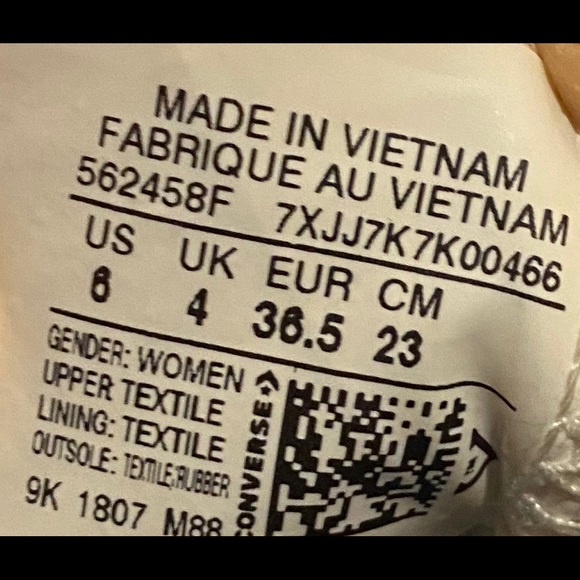 MADE IN VIETNAM
FABRIQUE AU VIETNAM
562458F 7XJJ7K7K00466
US UK EUR CM
6 4 36.5 23
GENDER: WOMEN
UPPER TEXTILE
LINING: TEXTILE
OUTSOLE: TEXTILE;RUBBER
9K 1807 M88
CONVERSE